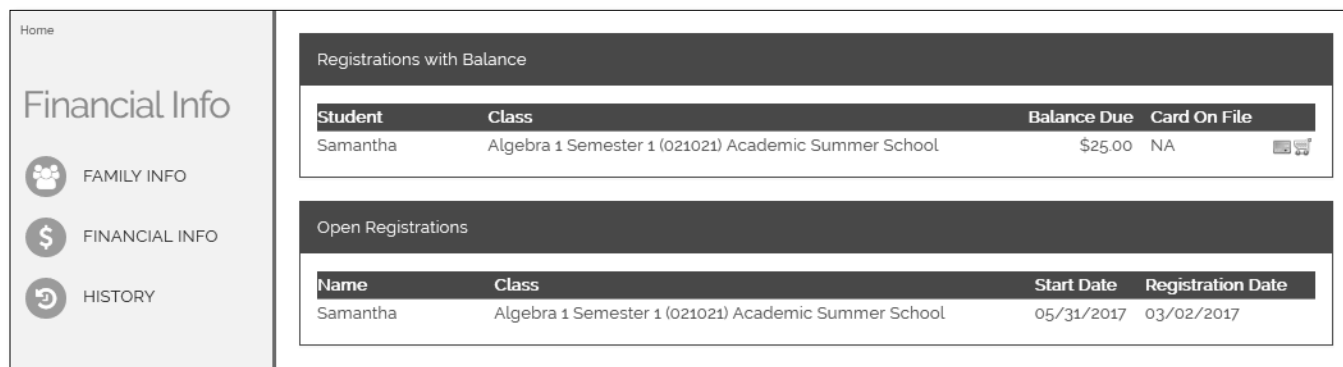 Home
Financial Info
FAMILY INFO
FINANCIAL INFO
HISTORY
Registrations with Balance
Student Class Balance Due Card On File
Samantha Algebra 1 Semester 1 (021021) Academic Summer School $25.00 NA
Open Registrations
Name Class Start Date Registration Date
Samantha Algebra 1 Semester 1 (021021) Academic Summer School 05/31/2017 03/02/2017